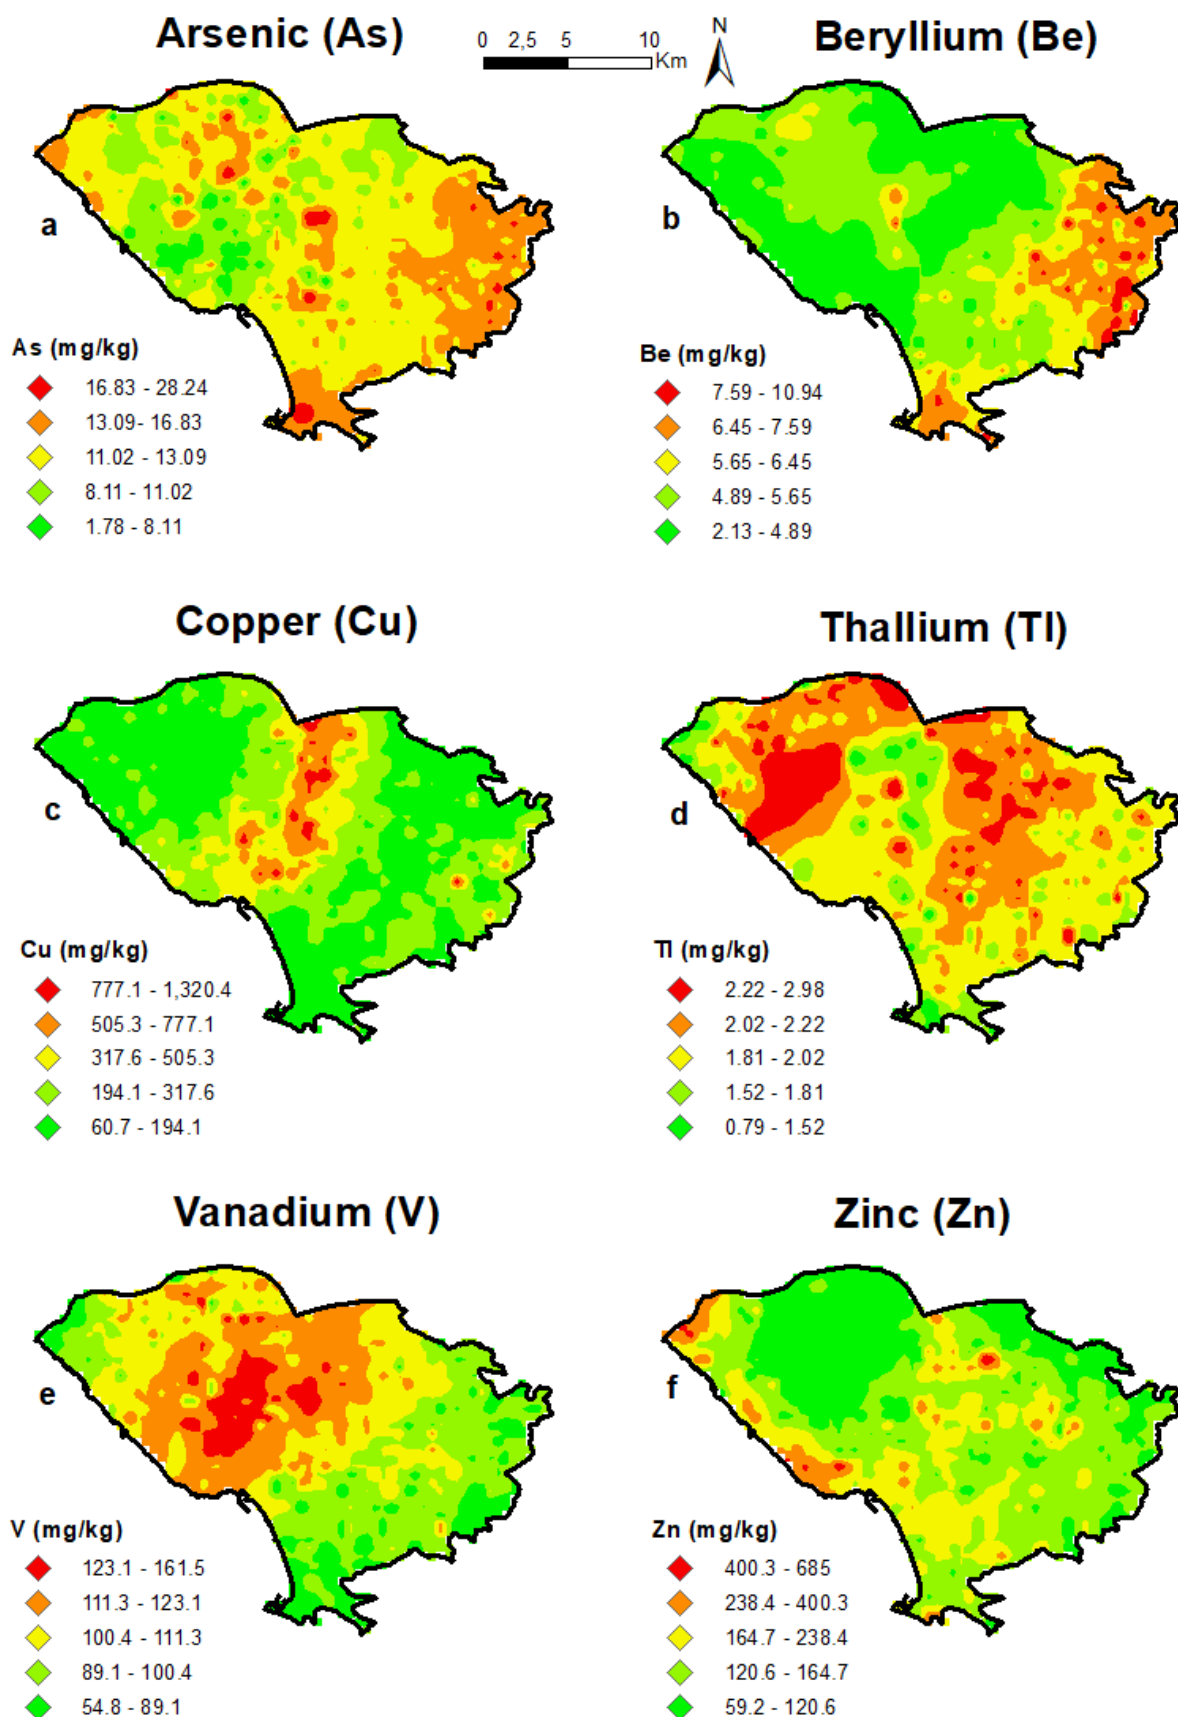 Arsenic (As)
0 2,5 5 10
Km
N
Beryllium (Be)
a
b
As (mg/kg)
16.83 - 28.24
13.09- 16.83
11.02 - 13.09
8.11 - 11.02
1.78 - 8.11
Be (mg/kg)
7.59 - 10.94
6.45 - 7.59
5.65 - 6.45
4.89 - 5.65
2.13 - 4.89
Copper (Cu)
Thallium (Tl)
c
d
Cu (mg/kg)
777.1 - 1,320.4
505.3 - 777.1
317.6 - 505.3
194.1 - 317.6
60.7 - 194.1
Tl (mg/kg)
2.22 - 2.98
2.02 - 2.22
1.81 - 2.02
1.52 - 1.81
0.79 - 1.52
Vanadium (V)
Zinc (Zn)
e
f
V (mg/kg)
123.1 - 161.5
111.3 - 123.1
100.4 - 111.3
89.1 - 100.4
54.8 - 89.1
Zn (mg/kg)
400.3 - 685
238.4 - 400.3
164.7 - 238.4
120.6 - 164.7
59.2 - 120.6